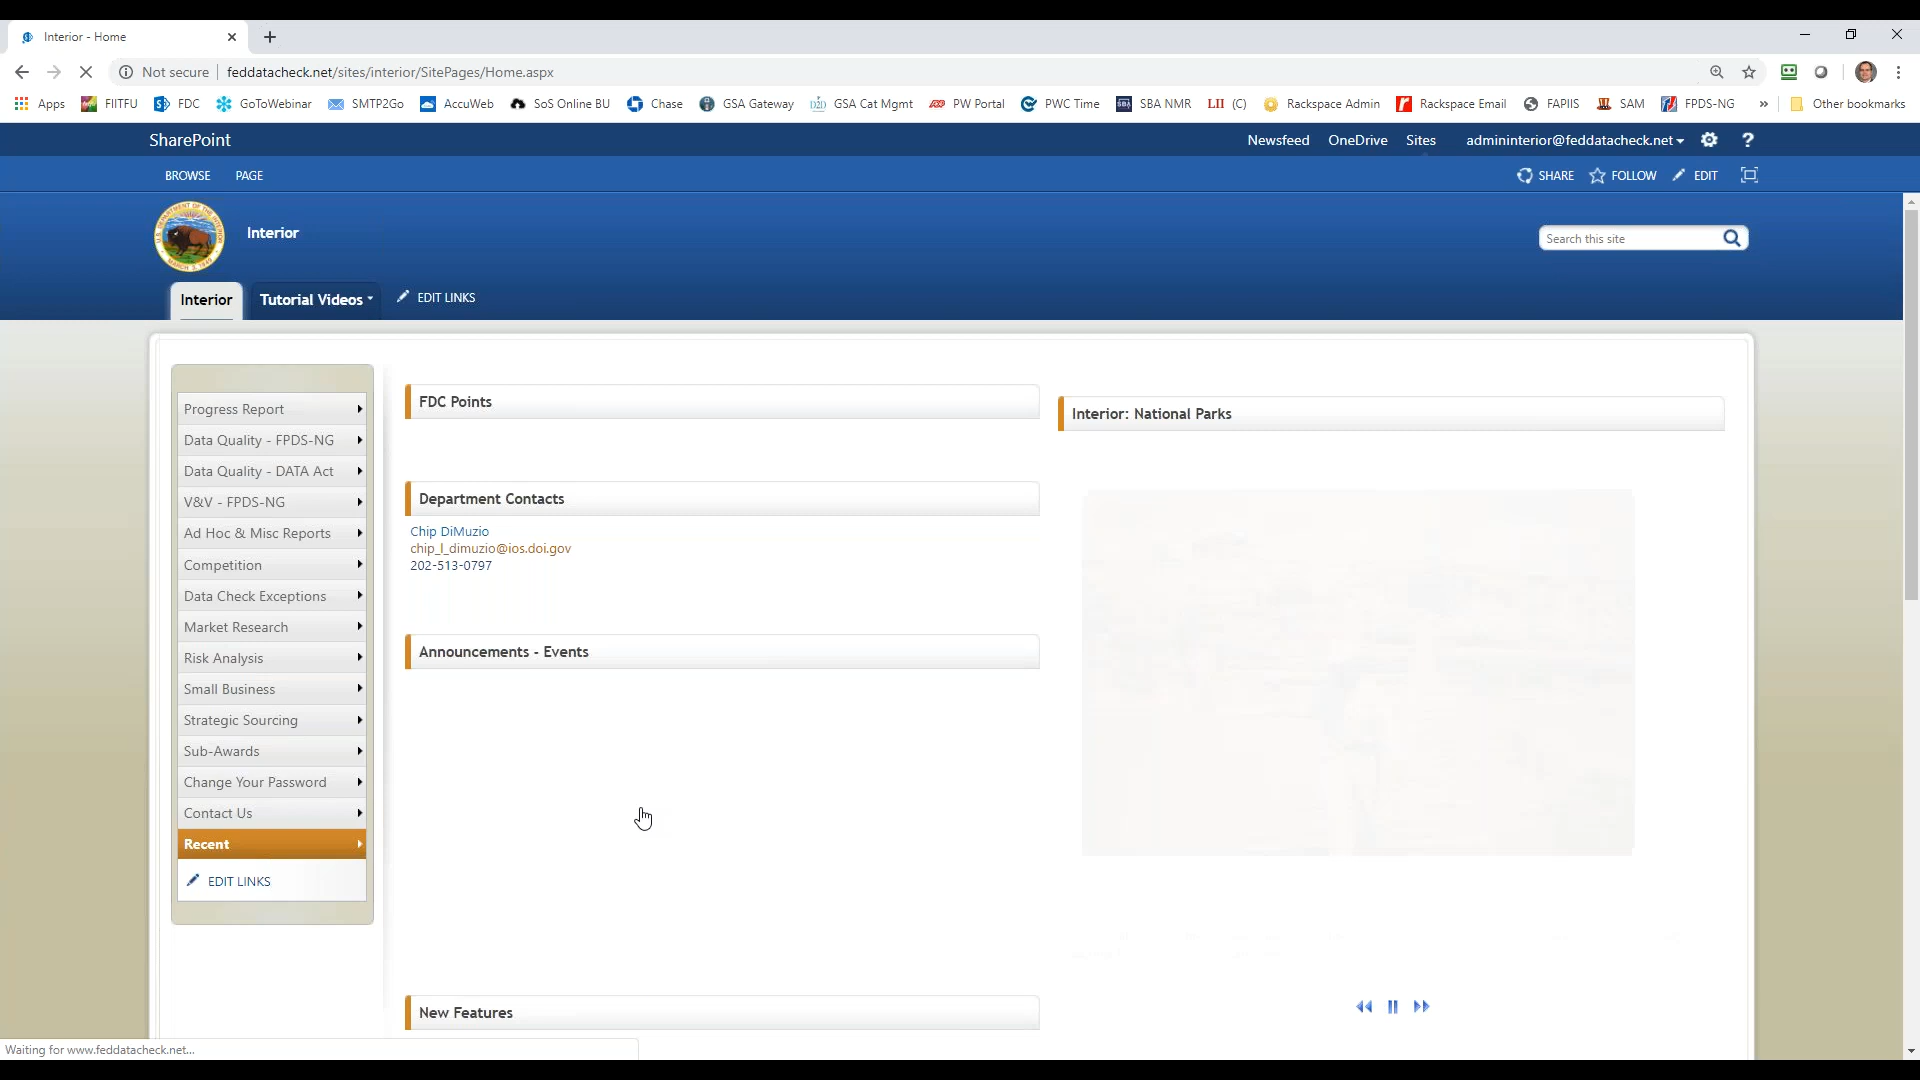 Interior - Home
Not secure feddatacheck.net/sites/interior/SitePages/Home.aspx
Apps FIITFU FDC GoToWebinar SMTP2Go AccuWeb SoS Online BU Chase GSA Gateway GSA Cat Mgmt PW Portal PWC Time SBA NMR LII (C) Rackspace Admin Rackspace Email FAPIIS SAM FPDS-NG » Other bookmarks
SharePoint Newsfeed OneDrive Sites admininterior@feddatacheck.net ?
BROWSE PAGE SHARE FOLLOW EDIT
Interior
Search this site
Interior Tutorial Videos EDIT LINKS
Progress Report
Data Quality - FPDS-NG
Data Quality - DATA Act
V&V - FPDS-NG
Ad Hoc & Misc Reports
Competition
Data Check Exceptions
Market Research
Risk Analysis
Small Business
Strategic Sourcing
Sub-Awards
Change Your Password
Contact Us
Recent
EDIT LINKS
FDC Points
Department Contacts
Chip DiMuzio
chip_l_dimuzio@ios.doi.gov
202-513-0797
Announcements - Events
New Features
Interior: National Parks
Waiting for www.feddatacheck.net...